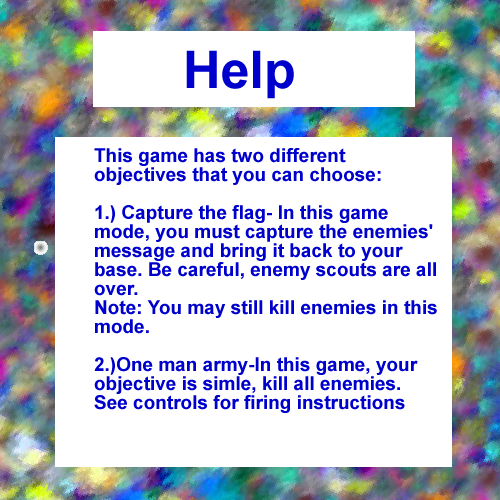 Help
This game has two different
objectives that you can choose:
1.) Capture the flag- In this game
mode, you must capture the enemies'
message and bring it back to your
base. Be careful, enemy scouts are all
over.
Note: You may still kill enemies in this
mode.
2.)One man army-In this game, your
objective is simle, kill all enemies.
See controls for firing instructions